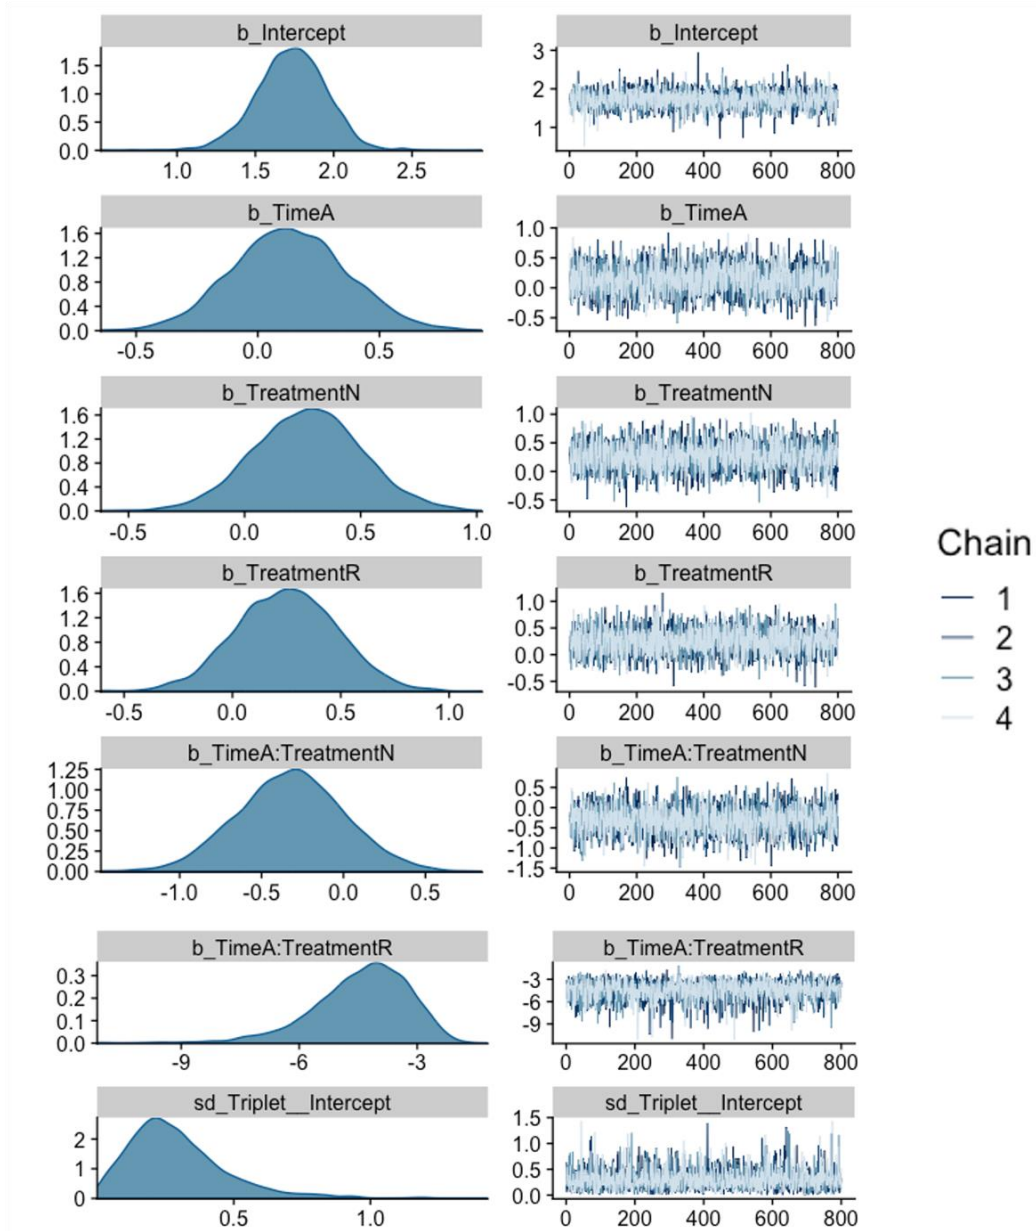 b_Intercept b_Intercept
1.5 3
1.0 2
0.5 1
0.0
1.0 1.5 2.0 2.5 0 200 400 600 800
b_TimeA b_TimeA
1.6 1.0
1.2 0.5
0.8 0.0
0.4 -0.5
0.0
-0.5 0.0 0.5 0 200 400 600 800
b_TreatmentN b_TreatmentN
1.6 1.0
1.2 0.5
0.8 0.0
0.4 -0.5
0.0
-0.5 0.0 0.5 1.0 0 200 400 600 800
b_TreatmentR b_TreatmentR
1.6 1.0
1.2 0.5
0.8 0.0
0.4 -0.5
0.0
-0.5 0.0 0.5 1.0 0 200 400 600 800
b_TimeA:TreatmentN b_TimeA:TreatmentN
1.25 0.5
1.00 0.0
0.75 -0.5
0.50 -1.0
0.25 -1.5
0.00
-1.0 -0.5 0.0 0.5 0 200 400 600 800
b_TimeA:TreatmentR b_TimeA:TreatmentR
0.3 -3
0.2 -6
0.1 -9
0.0
-9 -6 -3 0 200 400 600 800
sd_Triplet__Intercept sd_Triplet__Intercept
2 1.5
1 1.0
0 0.5
0.0
0.5 1.0 0 200 400 600 800
Chain
1
2
3
4